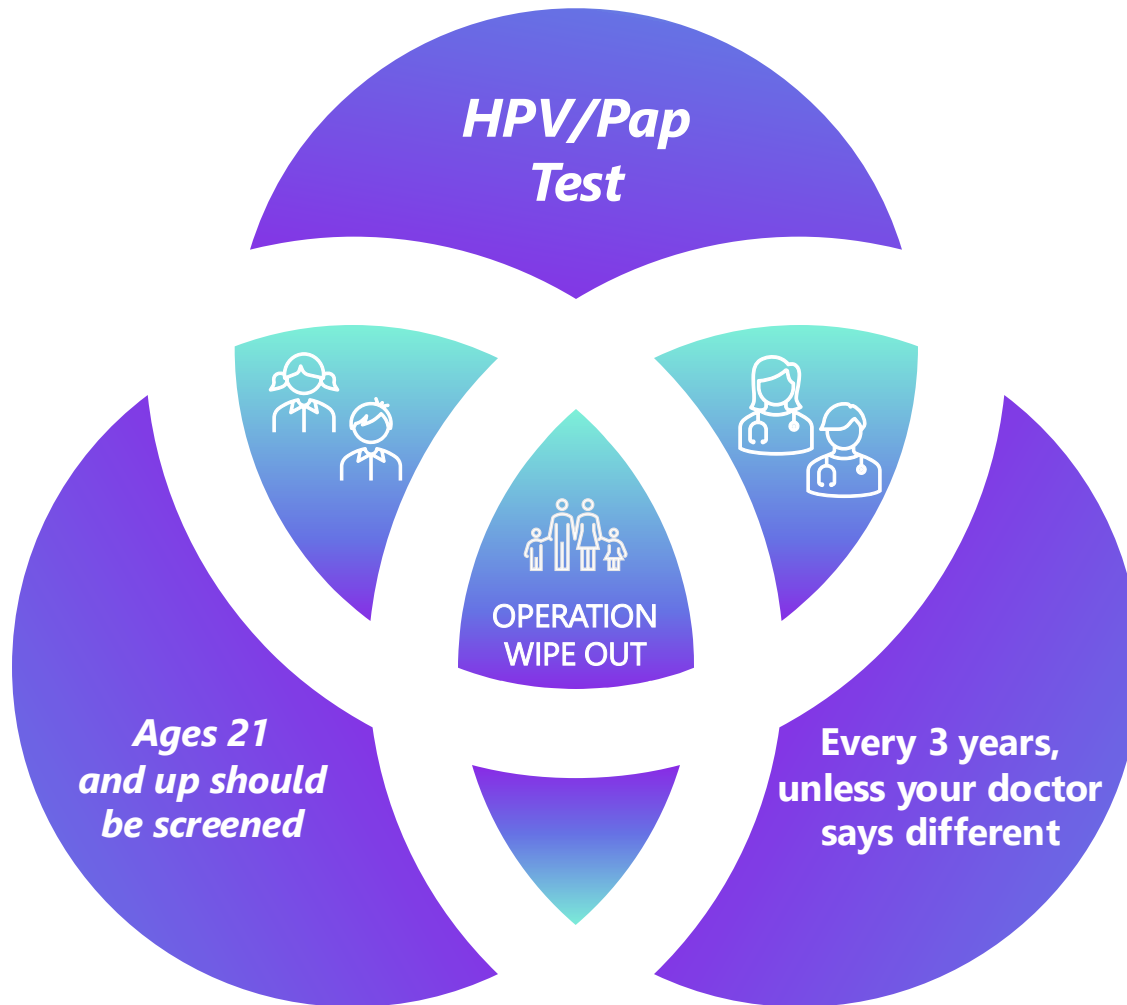 HPV/Pap
Test
OPERATION
WIPE OUT
Ages 21
and up should
be screened
Every 3 years,
unless your doctor
says different